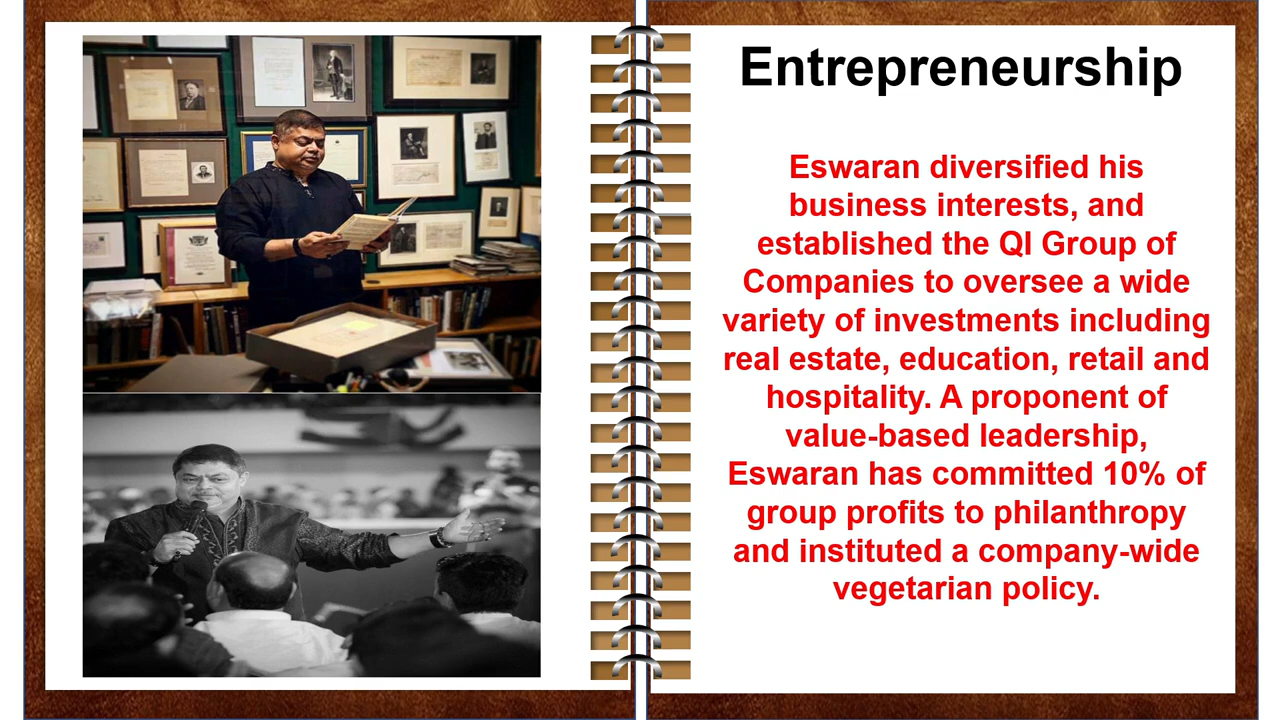 Entrepreneurship
Eswaran diversified his
business interests, and
established the QI Group of
Companies to oversee a wide
variety of investments including
real estate, education, retail and
hospitality. A proponent of
value-based leadership,
Eswaran has committed 10% of
group profits to philanthropy
and instituted a company-wide
vegetarian policy.